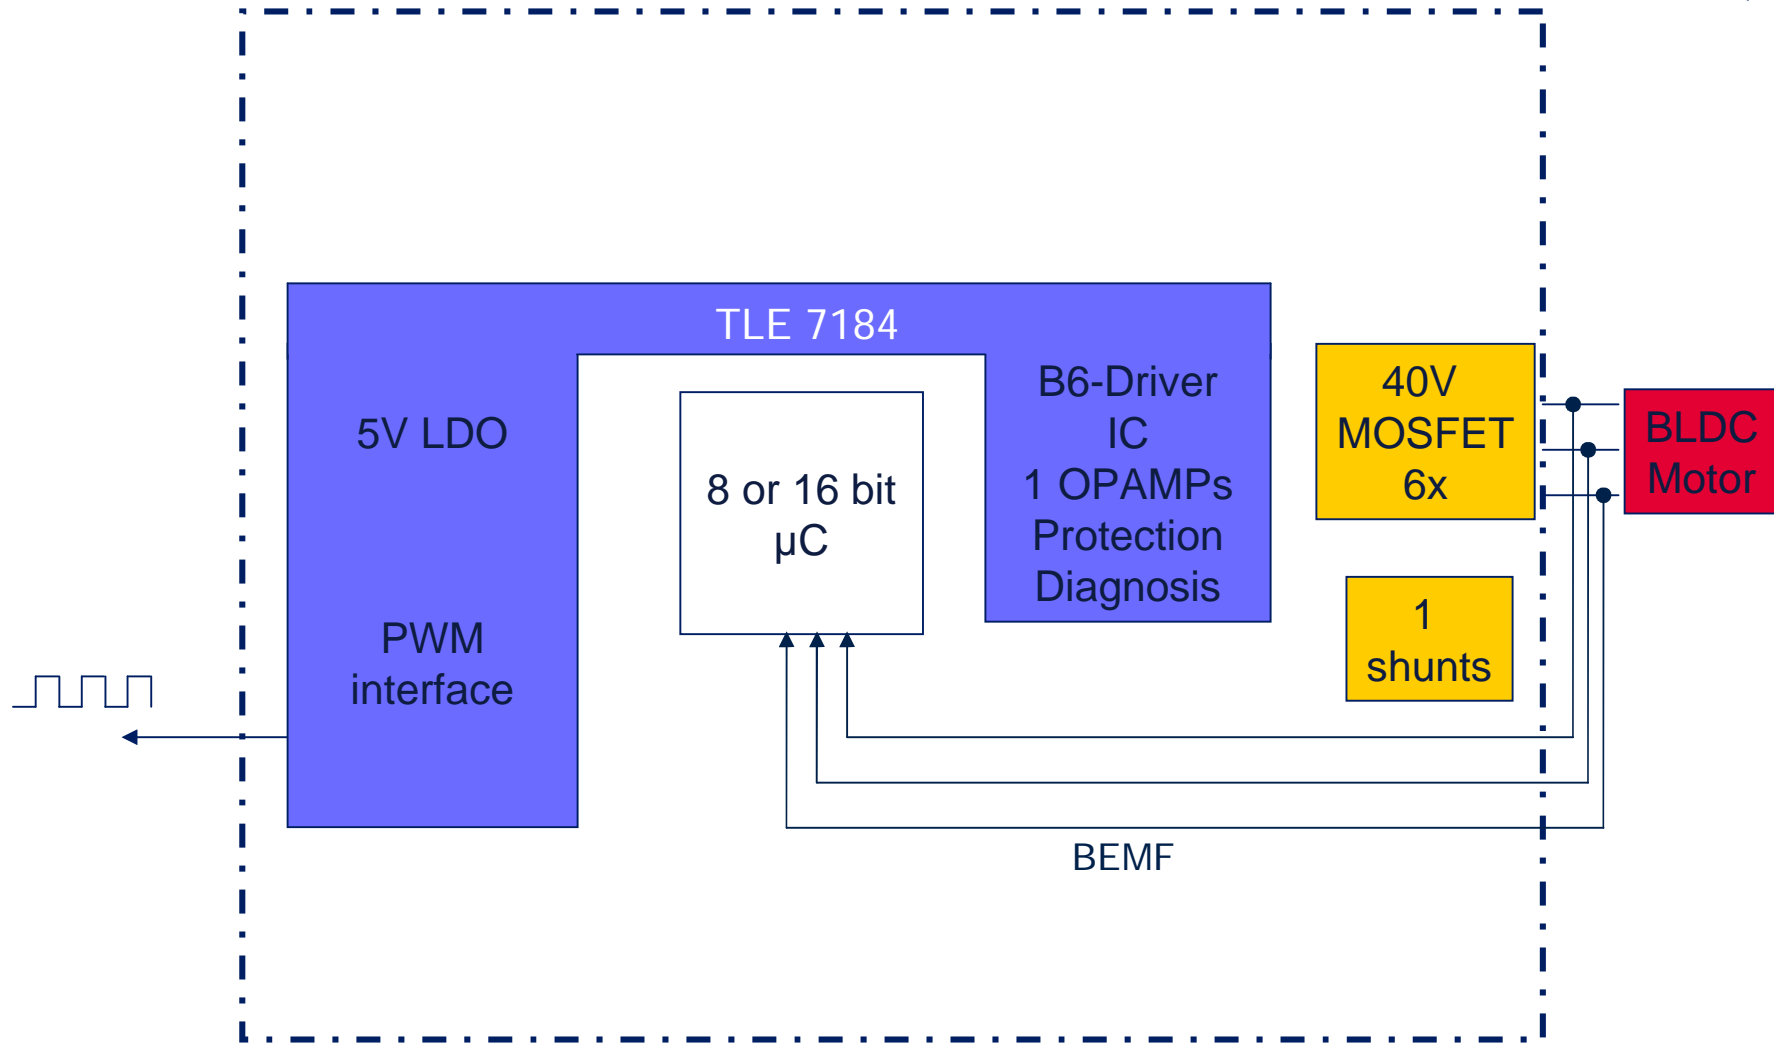 TLE 7184
5V LDO
PWM
interface
8 or 16 bit
µC
B6-Driver
IC
1 OPAMPs
Protection
Diagnosis
40V
MOSFET
6x
1
shunts
BLDC
Motor
BEMF